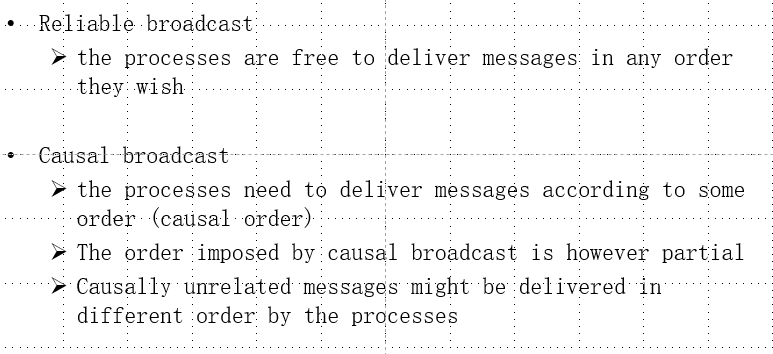 • Reliable broadcast
➢ the processes are free to deliver messages in any order
they wish
• Causal broadcast
➢ the processes need to deliver messages according to some
order (causal order)
➢ The order imposed by causal broadcast is however partial
➢ Causally unrelated messages might be delivered in
different order by the processes